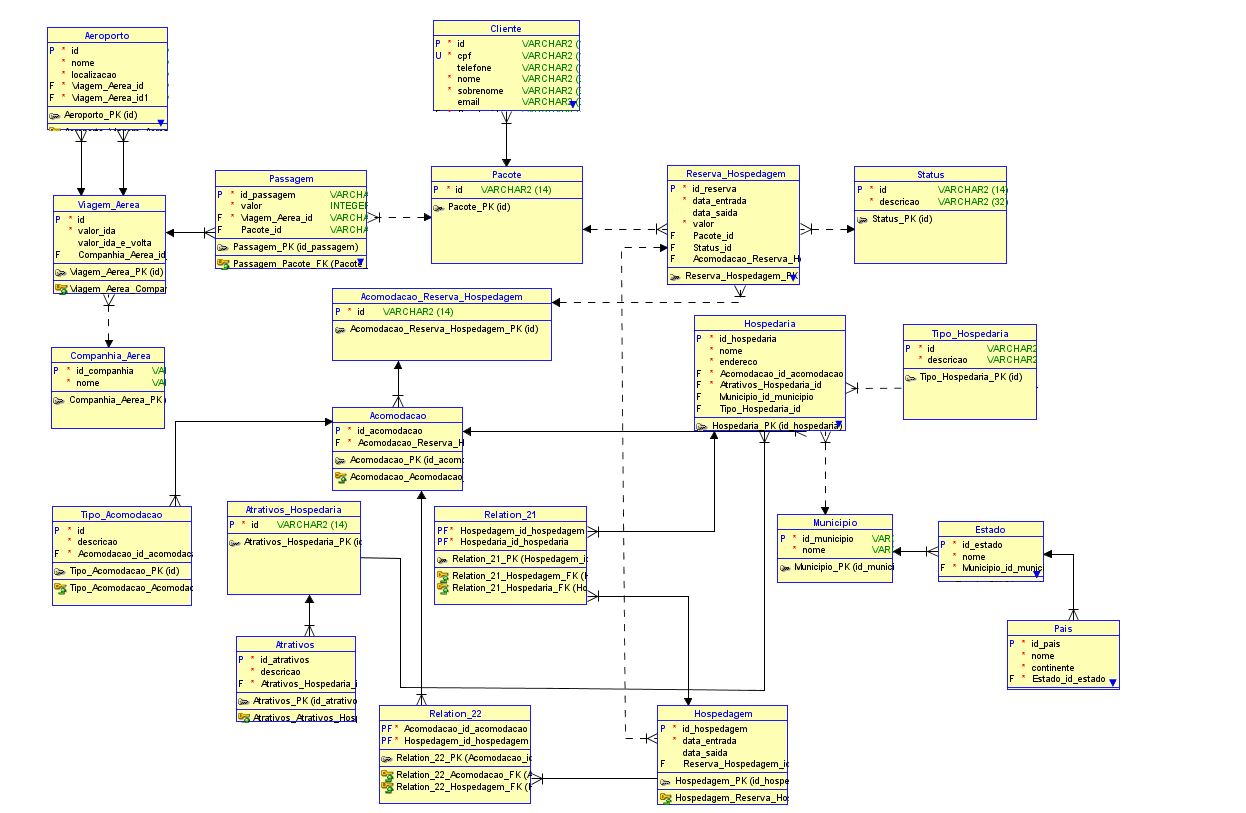 Aeroporto
P * id
* nome
* localizacao
F * Viagem_Aerea_id
F * Viagem_Aerea_id1
Aeroporto_PK (id)
Cliente
P * id VARCHAR2 (
U * cpf VARCHAR2 (
telefone VARCHAR2 (
* nome VARCHAR2 (
* sobrenome VARCHAR2 (
email VARCHAR2 (
Passagem
P * id_passagem VARCHA
* valor INTEGER
F * Viagem_Aerea_id VARCHA
F Pacote_id VARCHA
Passagem_PK (id_passagem)
Passagem_Pacote_FK (Pacote
Pacote
P * id VARCHAR2 (14)
Pacote_PK (id)
Reserva_Hospedagem
P * id_reserva
* data_entrada
data_saida
* valor
F Pacote_id
F Status_id
F Acomodacao_Reserva_H
Reserva_Hospedagem_PK
Status
P * id VARCHAR2 (14)
* descricao VARCHAR2 (32)
Status_PK (id)
Viagem_Aerea
P * id
* valor_ida
valor_ida_e_volta
F Companhia_Aerea_id
Viagem_Aerea_PK (id)
Viagem_Aerea_Compar
Acomodacao_Reserva_Hospedagem
P * id VARCHAR2 (14)
Acomodacao_Reserva_Hospedagem_PK (id)
Hospedaria
P * id_hospedaria
* nome
* endereco
F * Acomodacao_id_acomodacao
F * Atrativos_Hospedaria_id
F Municipio_id_municipio
F Tipo_Hospedaria_id
Hospedaria_PK (id_hospedaria)
Tipo_Hospedaria
P * id VARCHAR2
* descricao VARCHAR2
Tipo_Hospedaria_PK (id)
Companhia_Aerea
P * id_companhia VA
* nome VA
Companhia_Aerea_PK
Acomodacao
P * id_acomodacao
F * Acomodacao_Reserva_H
Acomodacao_PK (id_acom
Acomodacao_Acomodacao
Tipo_Acomodacao
P * id
* descricao
F * Acomodacao_id_acomodac
Tipo_Acomodacao_PK (id)
Tipo_Acomodacao_Acomodac
Atrativos_Hospedaria
P * id VARCHAR2 (14)
Atrativos_Hospedaria_PK (id
Relation_21
PF * Hospedagem_id_hospedagem
PF * Hospedaria_id_hospedaria
Relation_21_PK (Hospedagem_i
Relation_21_Hospedagem_FK (H
Relation_21_Hospedaria_FK (Ho
Municipio
P * id_municipio VAR
* nome VAR
Municipio_PK (id_munici
Estado
P * id_estado
* nome
F * Municipio_id_munic
Pais
P * id_pais
* nome
* continente
F * Estado_id_estado
Atrativos
P * id_atrativos
* descricao
F * Atrativos_Hospedaria_i
Atrativos_PK (id_atrativo
Atrativos_Atrativos_Hos
Relation_22
PF * Acomodacao_id_acomodacao
PF * Hospedagem_id_hospedagem
Relation_22_PK (Acomodacao_id
Relation_22_Acomodacao_FK (A
Relation_22_Hospedagem_FK (H
Hospedagem
P * id_hospedagem
* data_entrada
data_saida
F Reserva_Hospedagem_id
Hospedagem_PK (id_hospe
Hospedagem_Reserva_Ho